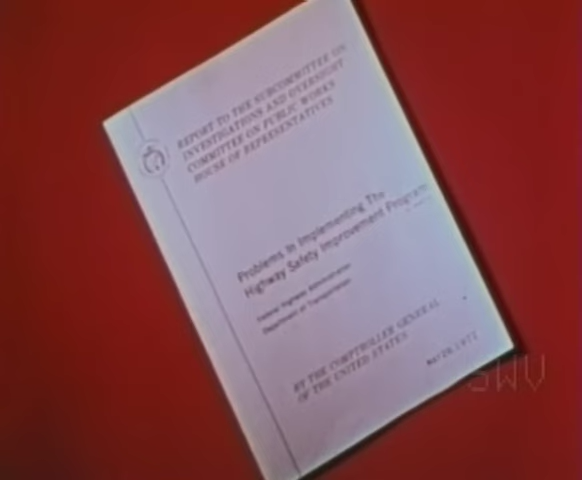 REPORT TO THE SUBCOMMITTEE ON
INVESTIGATIONS AND OVERSIGHT
COMMITTEE ON PUBLIC WORKS
HOUSE OF REPRESENTATIVES
Problems In Implementing The
Highway Safety Improvement Program
Federal Highway Administration
Department of Transportation
BY THE COMPTROLLER GENERAL
OF THE UNITED STATES
SWV